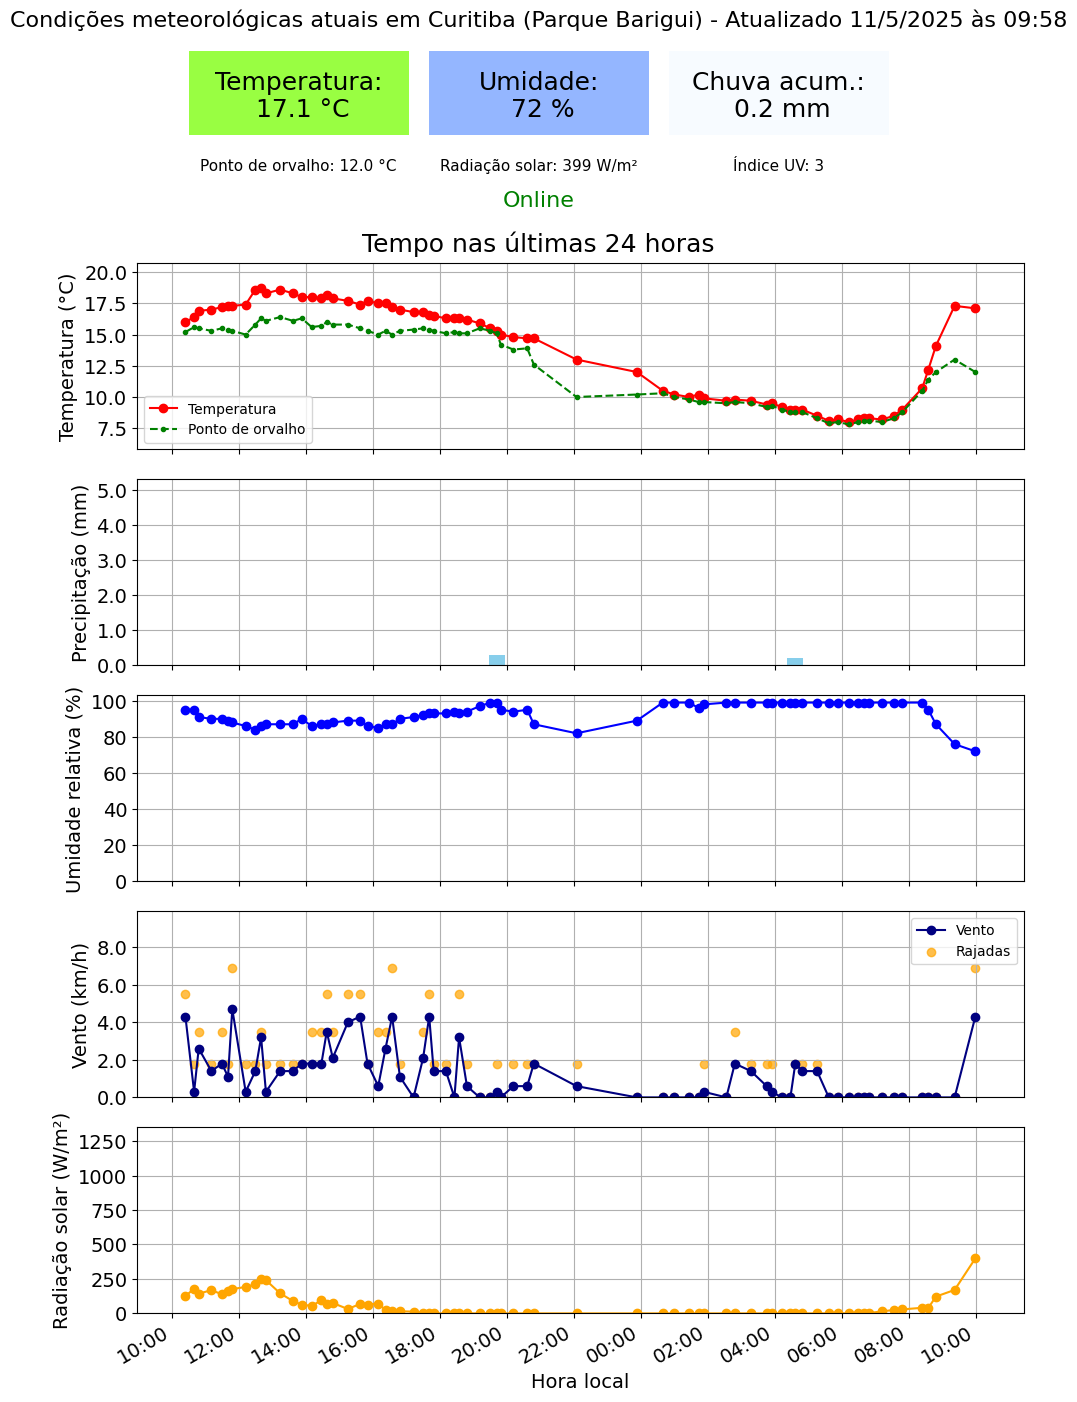 Condições meteorológicas atuais em Curitiba (Parque Barigui) - Atualizado 11/5/2025 às 09:58
Temperatura:
17.1 °C
Umidade:
72 %
Chuva acum.:
0.2 mm
Ponto de orvalho: 12.0 °C
Radiação solar: 399 W/m²
Índice UV: 3
Online
Tempo nas últimas 24 horas
Temperatura (°C)
20.0
17.5
15.0
12.5
10.0
7.5
Temperatura
Ponto de orvalho
Precipitação (mm)
5.0
4.0
3.0
2.0
1.0
0.0
Umidade relativa (%)
100
80
60
40
20
0
Vento (km/h)
8.0
6.0
4.0
2.0
0.0
Vento
Rajadas
Radiação solar (W/m²)
1250
1000
750
500
250
0
10:00
12:00
14:00
16:00
18:00
20:00
22:00
00:00
02:00
04:00
06:00
08:00
10:00
Hora local